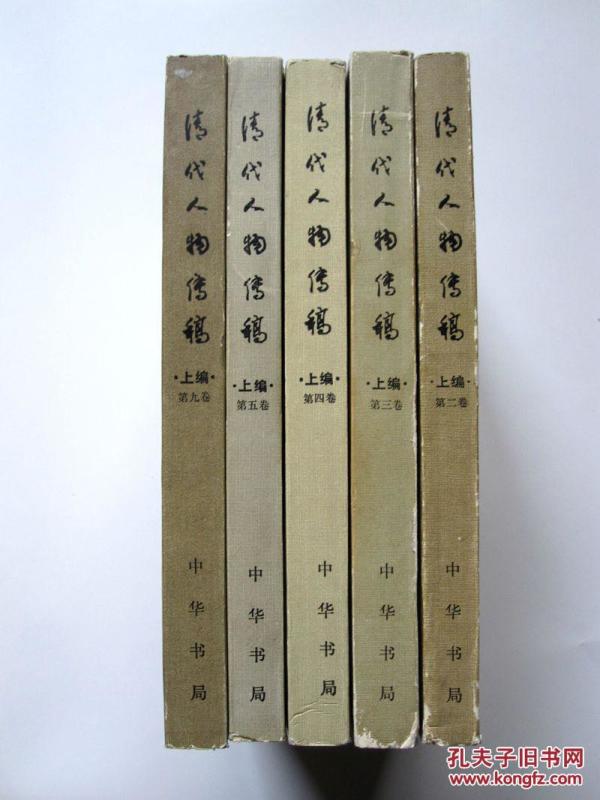 清代人物传稿
·上编·
第九卷
中华书局
清代人物传稿
·上编·
第五卷
中华书局
清代人物传稿
·上编·
第四卷
中华书局
清代人物传稿
·上编·
第三卷
中华书局
清代人物传稿
·上编·
第二卷
中华书局
孔夫子旧书网
www.kongfz.com